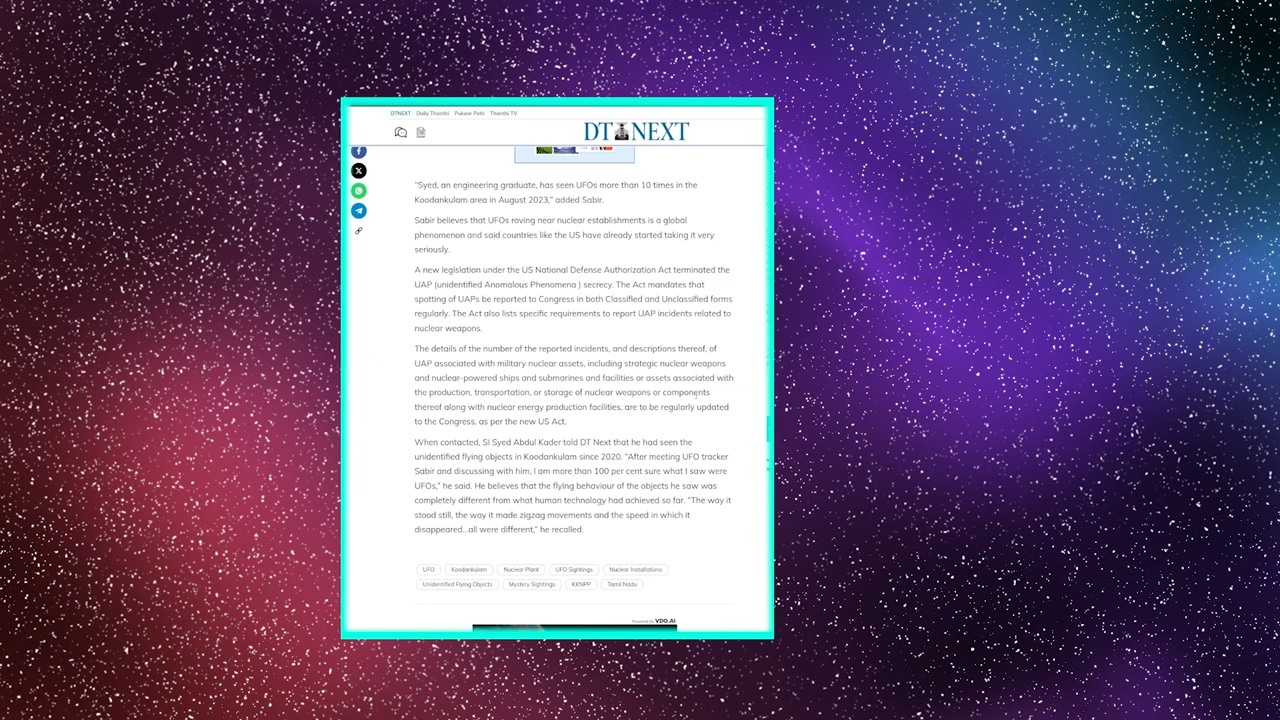 DTNEXT Daily Thanthi Puksar Petti Thanthi TV
DT NEXT
"Syed, an engineering graduate, has seen UFOs more than 10 times in the
Koodankulam area in August 2023," added Sabir.
Sabir believes that UFOs roving near nuclear establishments is a global
phenomenon and said countries like the US have already started taking it very
seriously.
A new legislation under the US National Defense Authorization Act terminated the
UAP (unidentified Anomalous Phenomena ) secrecy. The Act mandates that
spotting of UAPs be reported to Congress in both Classified and Unclassified forms
regularly. The Act also lists specific requirements to report UAP incidents related to
nuclear weapons.
The details of the number of the reported incidents, and descriptions thereof, of
UAP associated with military nuclear assets, including strategic nuclear weapons
and nuclear-powered ships and submarines and facilities or assets associated with
the production, transportation, or storage of nuclear weapons or components
thereof along with nuclear energy production facilities, are to be regularly updated
to the Congress, as per the new US Act.
When contacted, SI Syed Abdul Kader told DT Next that he had seen the
unidentified flying objects in Koodankulam since 2020. "After meeting UFO tracker
Sabir and discussing with him, I am more than 100 per cent sure what I saw were
UFOs," he said. He believes that the flying behaviour of the objects he saw was
completely different from what human technology had achieved so far. "The way it
stood still, the way it made zigzag movements and the speed in which it
disappeared...all were different," he recalled.
UFO Koodankulam Nuclear Plant UFO Sightings Nuclear Installations
Unidentified Flying Objects Mystery Sightings KKNPP Tamil Nadu
Powered By VDO.AI